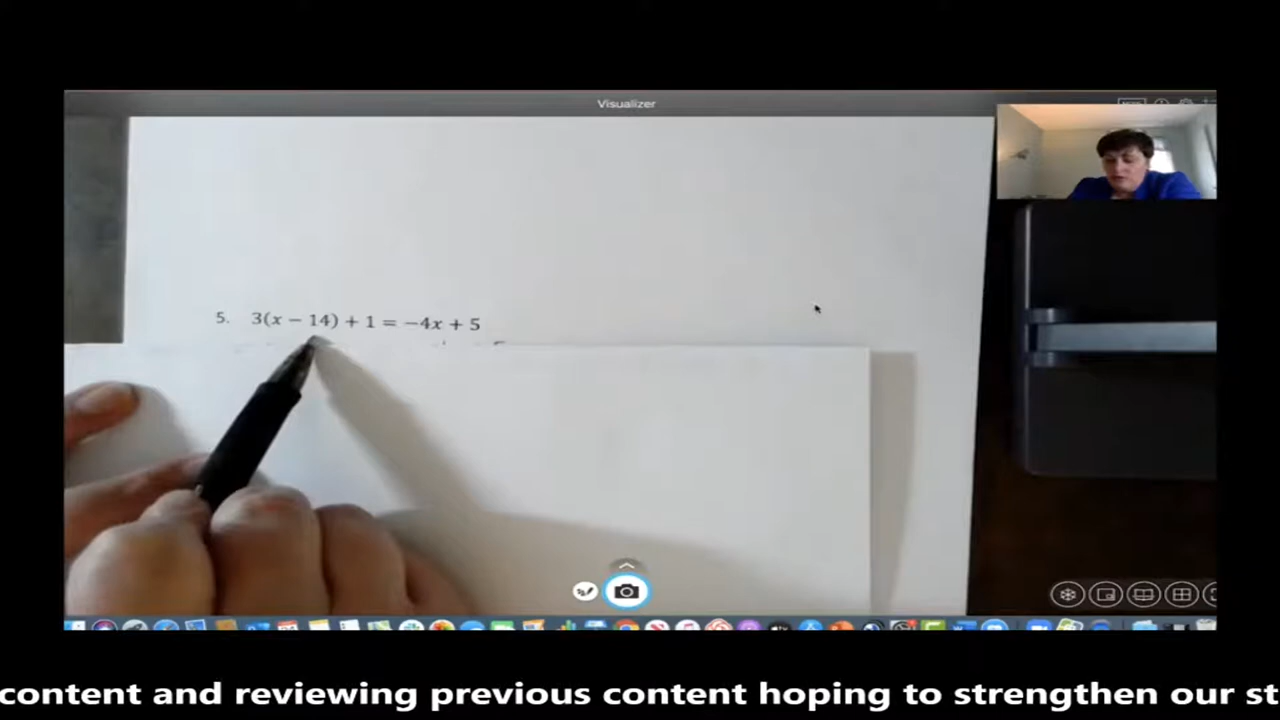 Visualizer
5. 3(x − 14) + 1 = −4x + 5
content and reviewing previous content hoping to strengthen our st